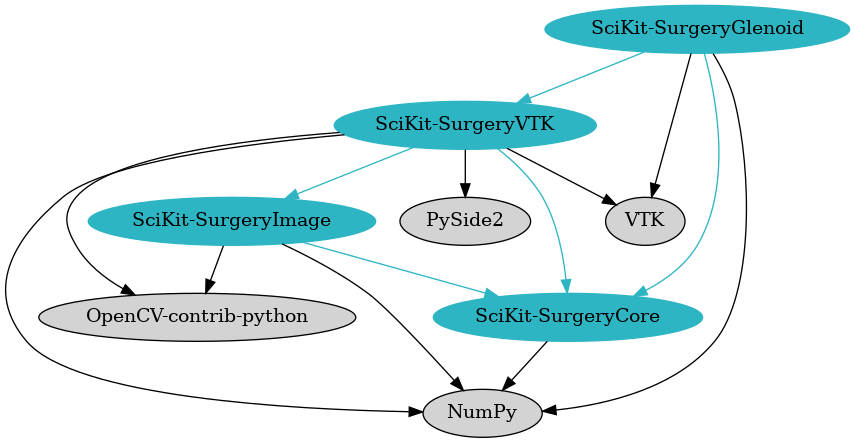 SciKit-SurgeryGlenoid
SciKit-SurgeryVTK
SciKit-SurgeryImage
PySide2
VTK
OpenCV-contrib-python
SciKit-SurgeryCore
NumPy